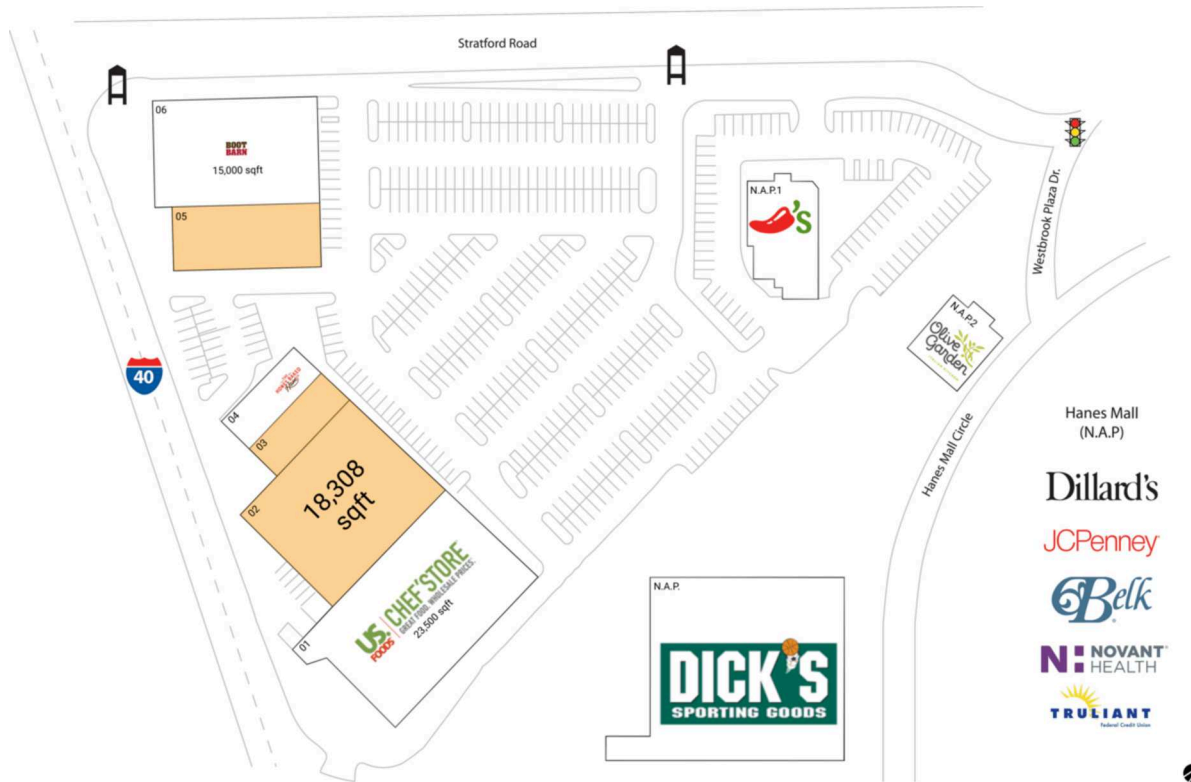 Stratford Road
06
BOOT
BARN
15,000 sqft
05
N.A.P.1
'S
Westbrook Plaza Dr.
N.A.P.2
Olive
Garden
40
04
03
02
18,308
sqft
Hanes Mall
(N.A.P)
Hanes Mall Circle
Dillard's
JCPenney
Belk
NOVANT
HEALTH
TRULIANT
Federal Credit Union
01
US.
FOODS
CHEF'STORE
GREAT FOOD. WHOLESALE PRICES.
23,500 sqft
N.A.P.
DICK'S
SPORTING GOODS